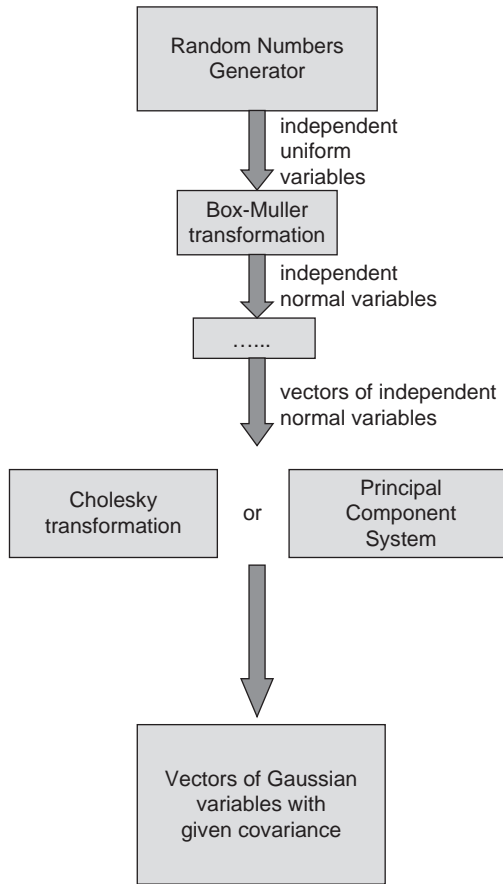 Random Numbers
Generator
independent
uniform
variables
Box-Muller
transformation
independent
normal variables
…...
vectors of independent
normal variables
Cholesky
transformation
or
Principal
Component
System
Vectors of Gaussian
variables with
given covariance